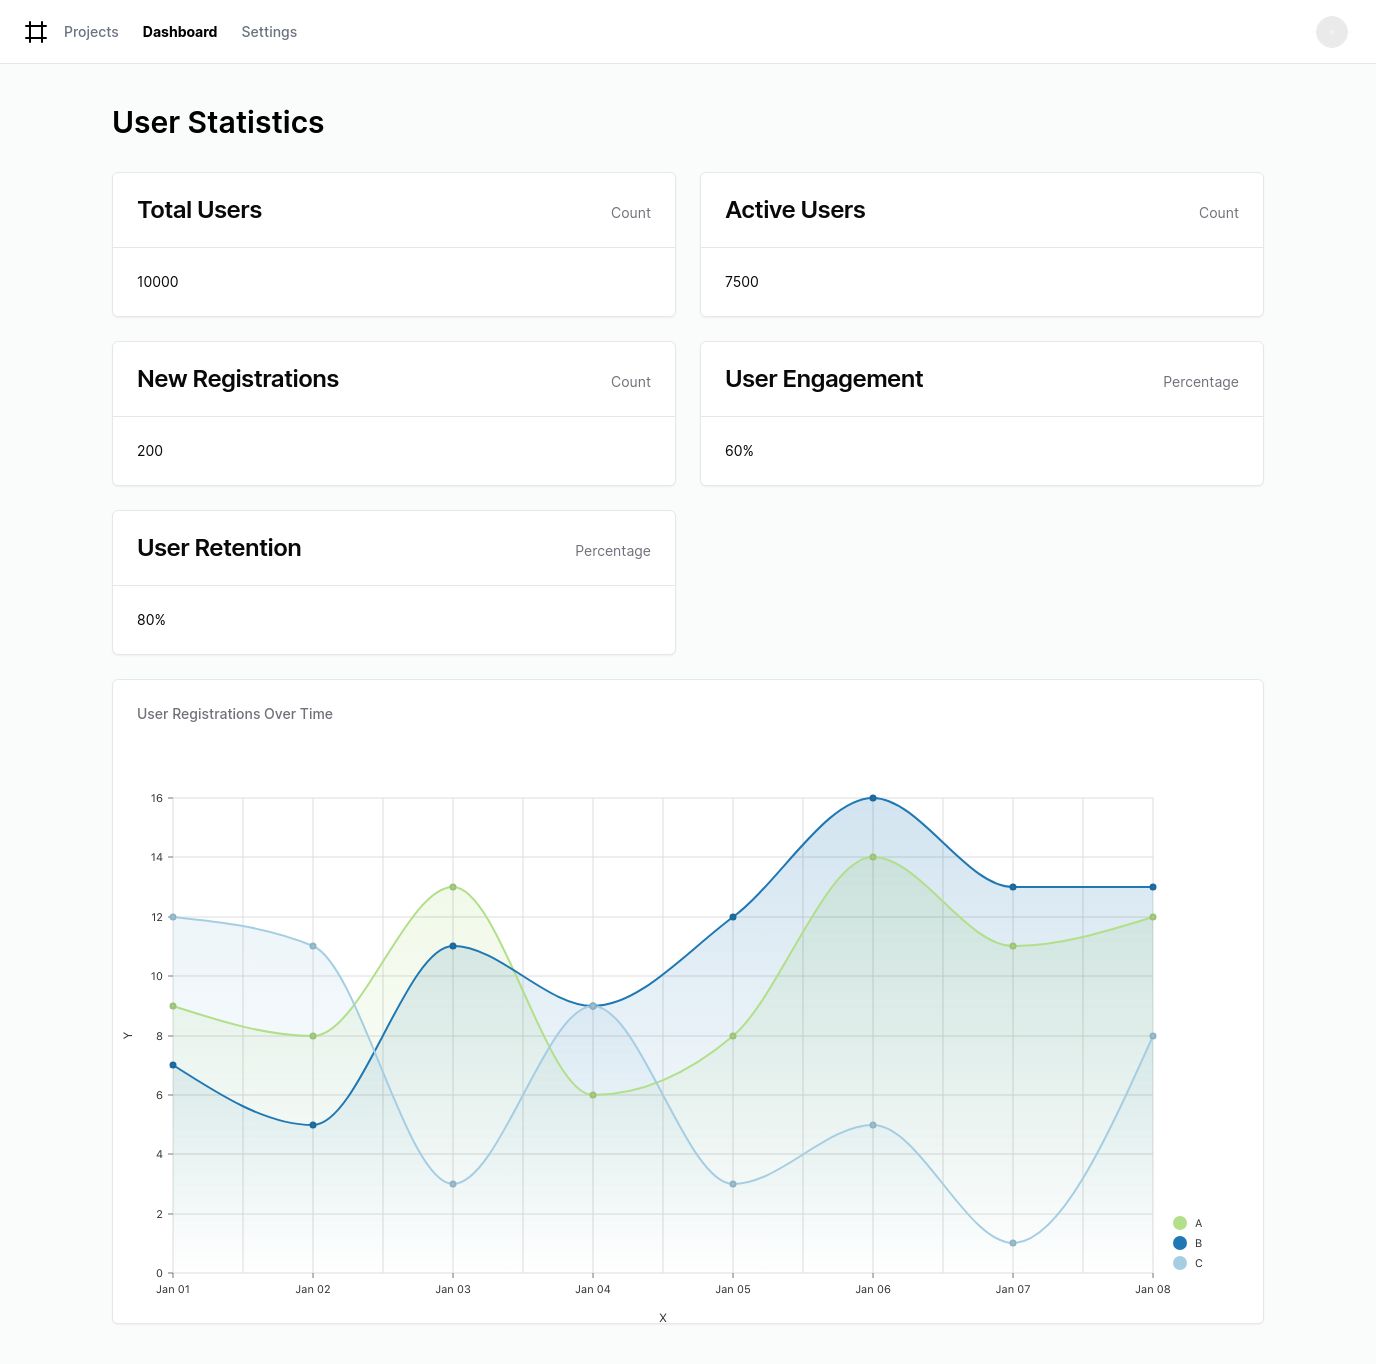 Projects Dashboard Settings
User Statistics
Total Users Count
10000
Active Users Count
7500
New Registrations Count
200
User Engagement Percentage
60%
User Retention Percentage
80%
User Registrations Over Time
16
14
12
10
8
6
4
2
0
Y
Jan 01 Jan 02 Jan 03 Jan 04 Jan 05 Jan 06 Jan 07 Jan 08
X
A
B
C